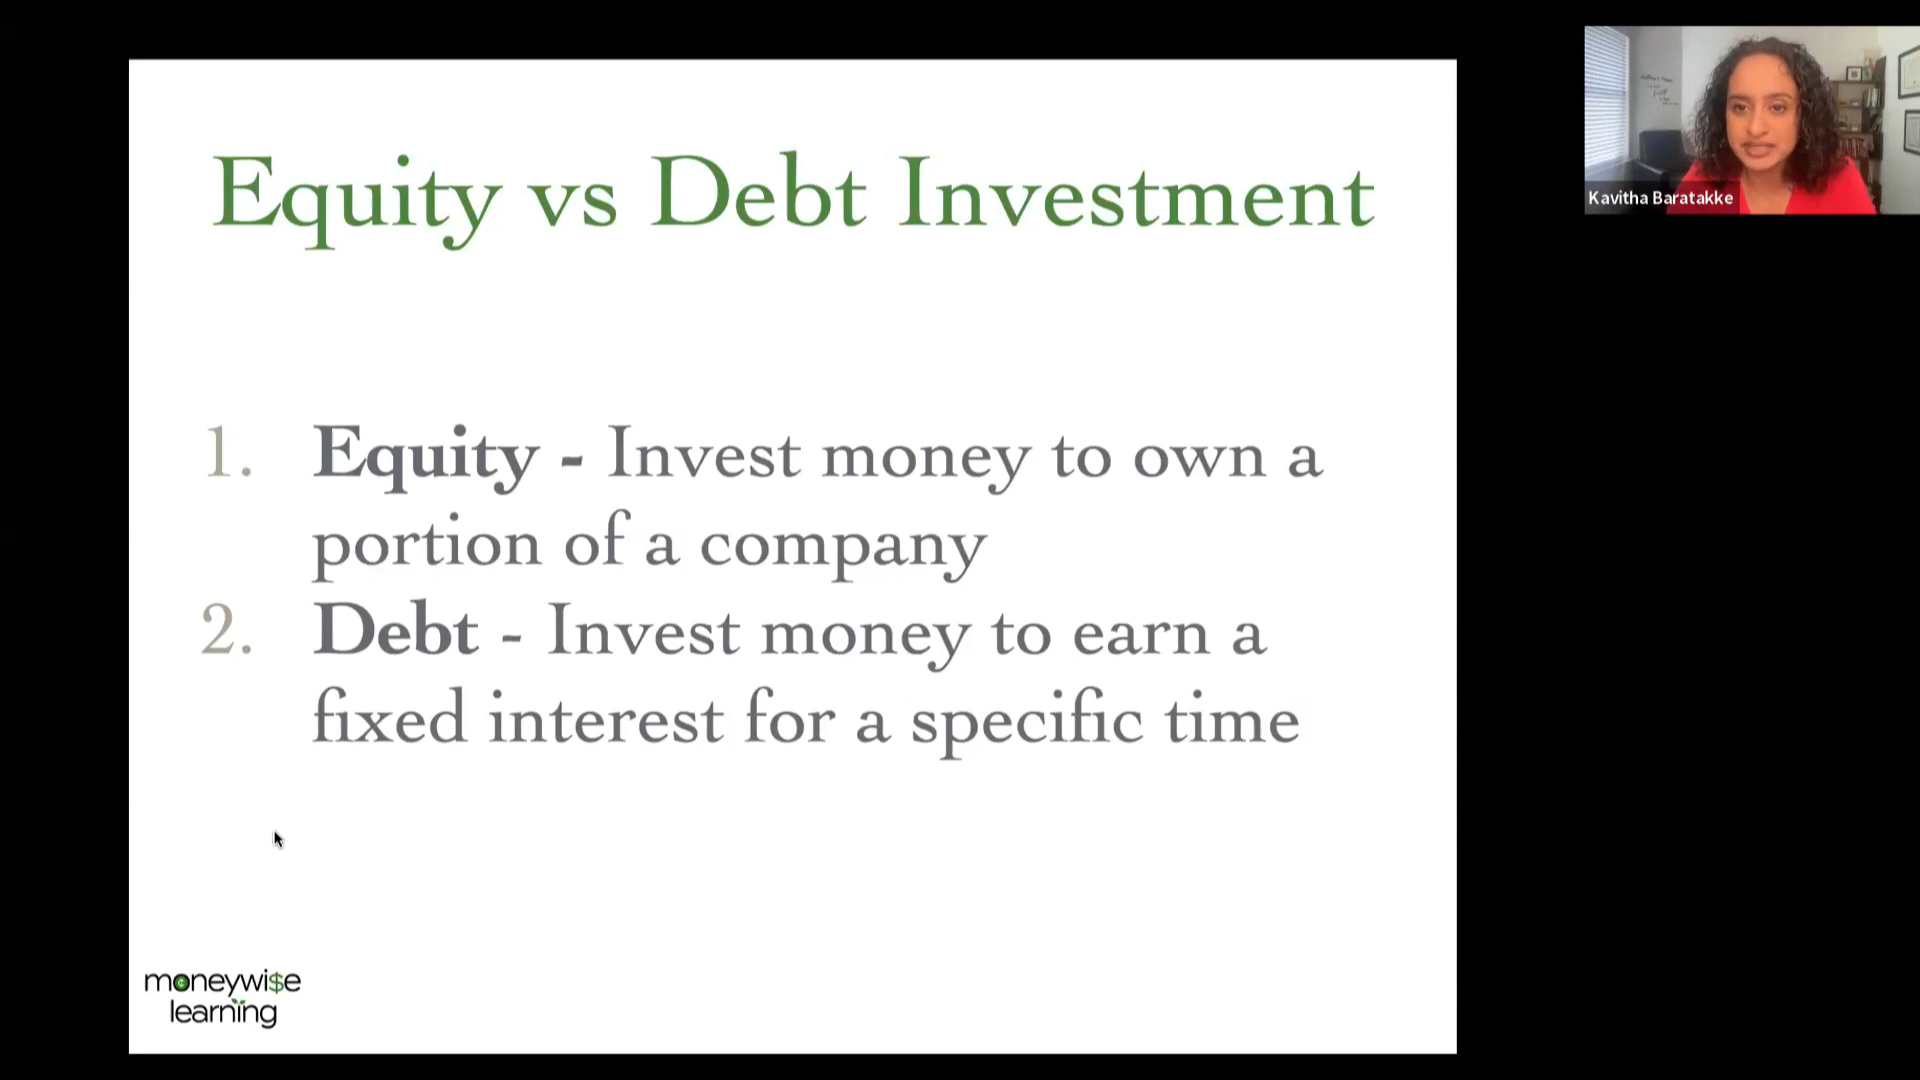 Equity vs Debt Investment
1. Equity - Invest money to own a
portion of a company
2. Debt - Invest money to earn a
fixed interest for a specific time
moneywi$e
learning
Kavitha Baratakke